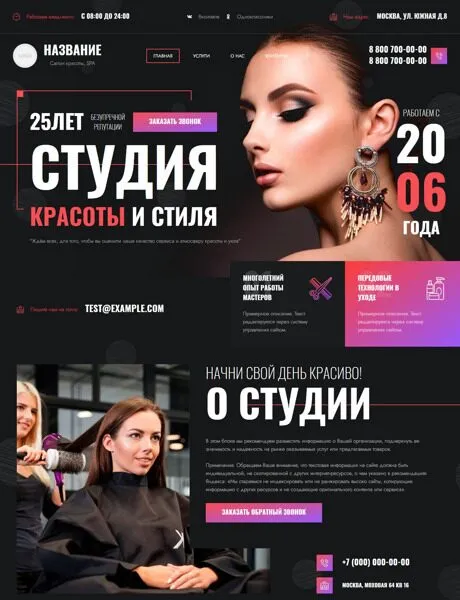 Работаем ежедневно: С 08:00 ДО 24:00
Вконтакте
Одноклассники
Наш адрес: МОСКВА, УЛ. ЮЖНАЯ Д.8
НАЗВАНИЕ
Салон красоты, SPA
ГЛАВНАЯ
УСЛУГИ
О НАС
КОНТАКТЫ
8 800 700-00-00
8 800 700-00-00
25ЛЕТ
БЕЗУПРЕЧНОЙ
РЕПУТАЦИИ
ЗАКАЗАТЬ ЗВОНОК
СТУДИЯ
КРАСОТЫ И СТИЛЯ
"Ждём всех, для того, чтобы вы оценили наше качество сервиса и атмосферу красоты и уюта"
РАБОТАЕМ С
20
06
ГОДА
Пишите нам на почту: TEST@EXAMPLE.COM
МНОГОЛЕТНИЙ
ОПЫТ РАБОТЫ
МАСТЕРОВ
Примерное описание. Текст
редактируется через систему
управления сайтом.
ПЕРЕДОВЫЕ
ТЕХНОЛОГИИ В
УХОДЕ
Примерное описание. Текст
редактируется через систему
управления сайтом.
НАЧНИ СВОЙ ДЕНЬ КРАСИВО!
О СТУДИИ
В этом блоке мы рекомендуем разместить информацию о Вашей организации, подчеркнуть ее
значимость и надежность на рынке оказываемых услуг или предлагаемых товаров.
Примечание. Обращаем Ваше внимание, что текстовая информация на сайте должна быть
индивидуальной, не скопированной с других интернет-ресурсов, о чем указано в рекомендациях
Яндекса: «Мы стараемся не индексировать или не ранжировать высоко сайты, копирующие
информацию с других ресурсов и не создающие оригинального контента или сервиса».
ЗАКАЗАТЬ ОБРАТНЫЙ ЗВОНОК
+7 (000) 000-00-00
МОСКВА, МОХОВАЯ 64 КВ 16